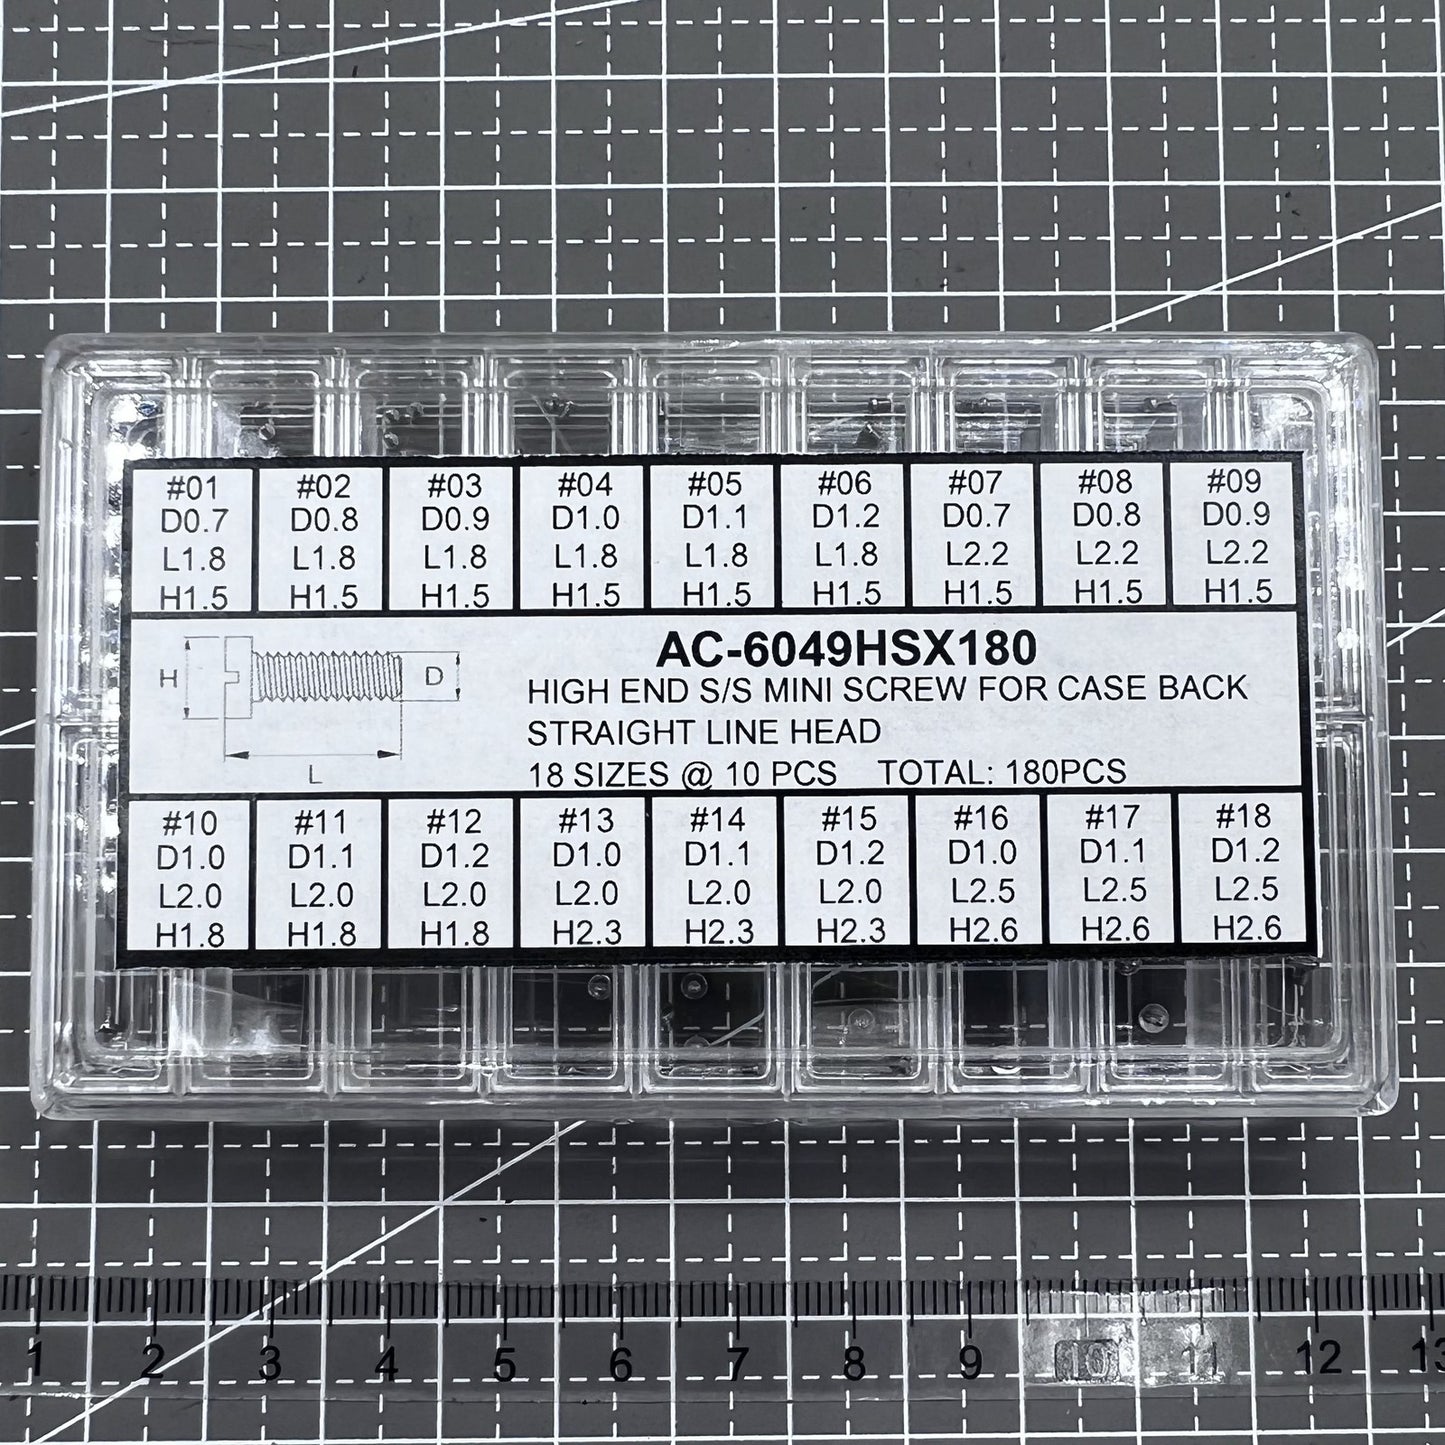 #01 #02 #03 #04 #05 #06 #07 #08 #09
D0.7 D0.8 D0.9 D1.0 D1.1 D1.2 D0.7 D0.8 D0.9
L1.8 L1.8 L1.8 L1.8 L1.8 L1.8 L2.2 L2.2 L2.2
H1.5 H1.5 H1.5 H1.5 H1.5 H1.5 H1.5 H1.5 H1.5
AC-6049HSX180
H D HIGH END S/S MINI SCREW FOR CASE BACK
STRAIGHT LINE HEAD
L 18 SIZES @ 10 PCS TOTAL: 180PCS
#10 #11 #12 #13 #14 #15 #16 #17 #18
D1.0 D1.1 D1.2 D1.0 D1.1 D1.2 D1.0 D1.1 D1.2
L2.0 L2.0 L2.0 L2.0 L2.0 L2.0 L2.5 L2.5 L2.5
H1.8 H1.8 H1.8 H2.3 H2.3 H2.3 H2.6 H2.6 H2.6
1 2 3 4 5 6 7 8 9 10 11 12 13